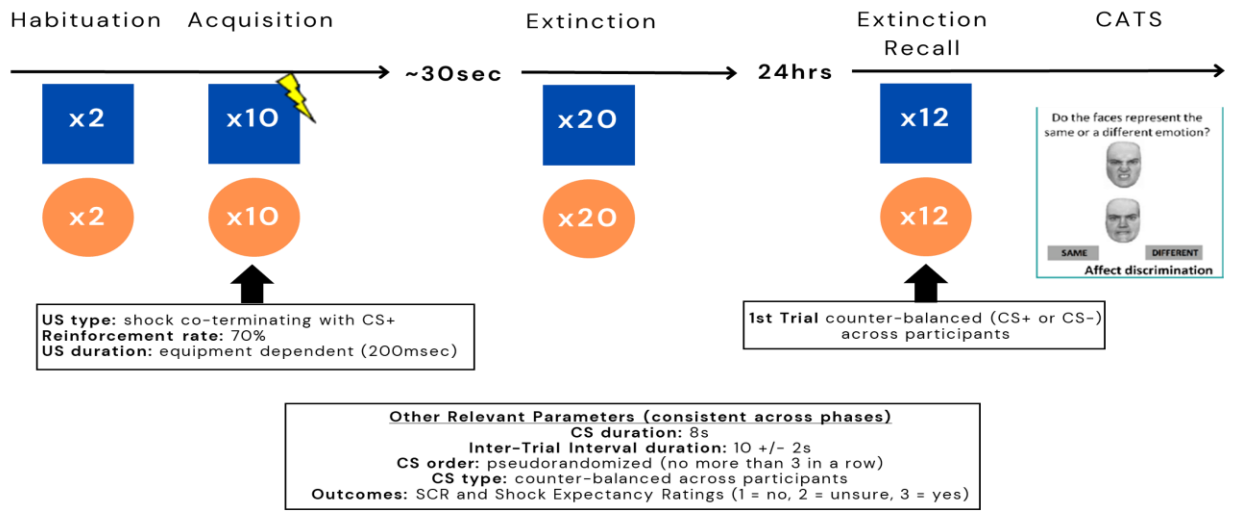 Habituation
Acquisition
Extinction
Extinction
Recall
CATS
~30sec
24hrs
x2
x10
x20
x12
x2
x10
x20
x12
Do the faces represent the
same or a different emotion?
SAME
DIFFERENT
Affect discrimination
US type: shock co-terminating with CS+
Reinforcement rate: 70%
US duration: equipment dependent (200msec)
1st Trial counter-balanced (CS+ or CS-)
across participants
Other Relevant Parameters (consistent across phases)
CS duration: 8s
Inter-Trial Interval duration: 10 +/- 2s
CS order: pseudorandomized (no more than 3 in a row)
CS type: counter-balanced across participants
Outcomes: SCR and Shock Expectancy Ratings (1 = no, 2 = unsure, 3 = yes)